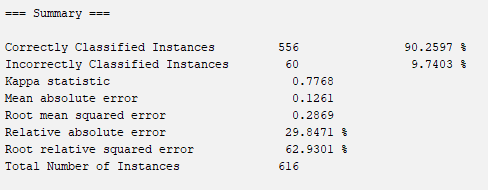 === Summary ===
Correctly Classified Instances 556 90.2597 %
Incorrectly Classified Instances 60 9.7403 %
Kappa statistic 0.7768
Mean absolute error 0.1261
Root mean squared error 0.2869
Relative absolute error 29.8471 %
Root relative squared error 62.9301 %
Total Number of Instances 616